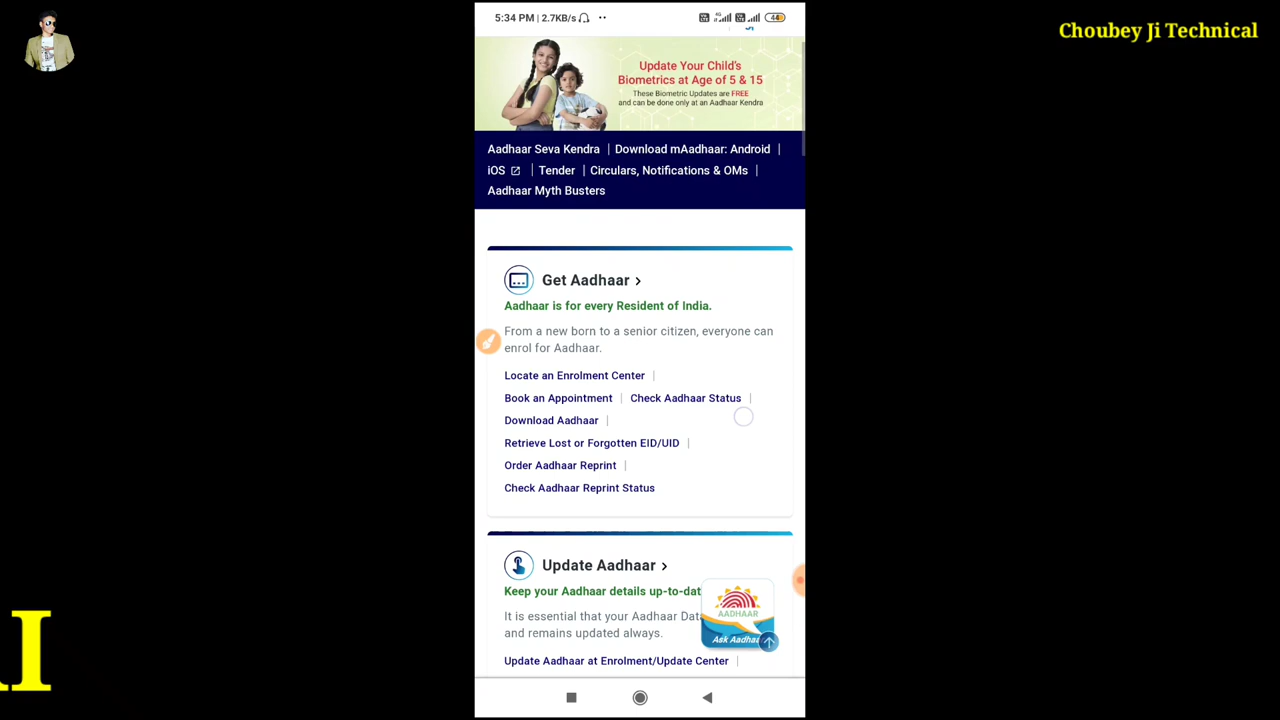 Choubey Ji Technical
5:34 PM | 2.7KB/s
44
Update Your Child's
Biometrics at Age of 5 & 15
These Biometric Updates are FREE
and can be done only at an Aadhaar Kendra
Aadhaar Seva Kendra | Download mAadhaar: Android |
iOS | Tender | Circulars, Notifications & OMs |
Aadhaar Myth Busters
Get Aadhaar >
Aadhaar is for every Resident of India.
From a new born to a senior citizen, everyone can
enrol for Aadhaar.
Locate an Enrolment Center |
Book an Appointment | Check Aadhaar Status |
Download Aadhaar |
Retrieve Lost or Forgotten EID/UID |
Order Aadhaar Reprint |
Check Aadhaar Reprint Status
Update Aadhaar >
Keep your Aadhaar details up-to-dat
It is essential that your Aadhaar Dat
and remains updated always.
AADHAAR
Ask Aadhaar
Update Aadhaar at Enrolment/Update Center |
I